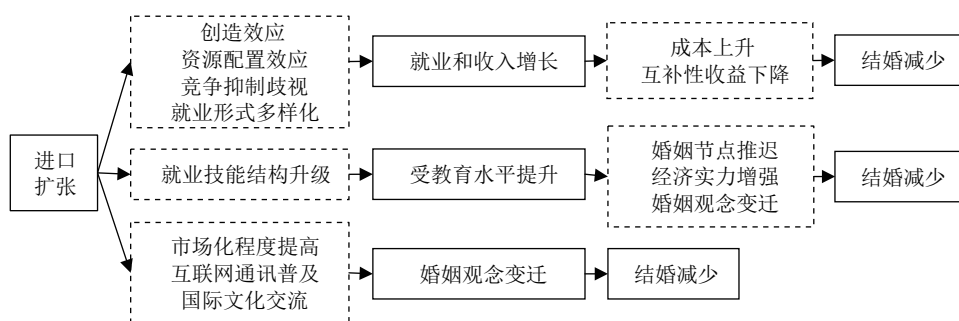 进口
扩张
创造效应
资源配置效应
竞争抑制歧视
就业形式多样化
就业和收入增长
成本上升
互补性收益下降
结婚减少
就业技能结构升级
受教育水平提升
婚姻节点推迟
经济实力增强
婚姻观念变迁
结婚减少
市场化程度提高
互联网通讯普及
国际文化交流
婚姻观念变迁
结婚减少